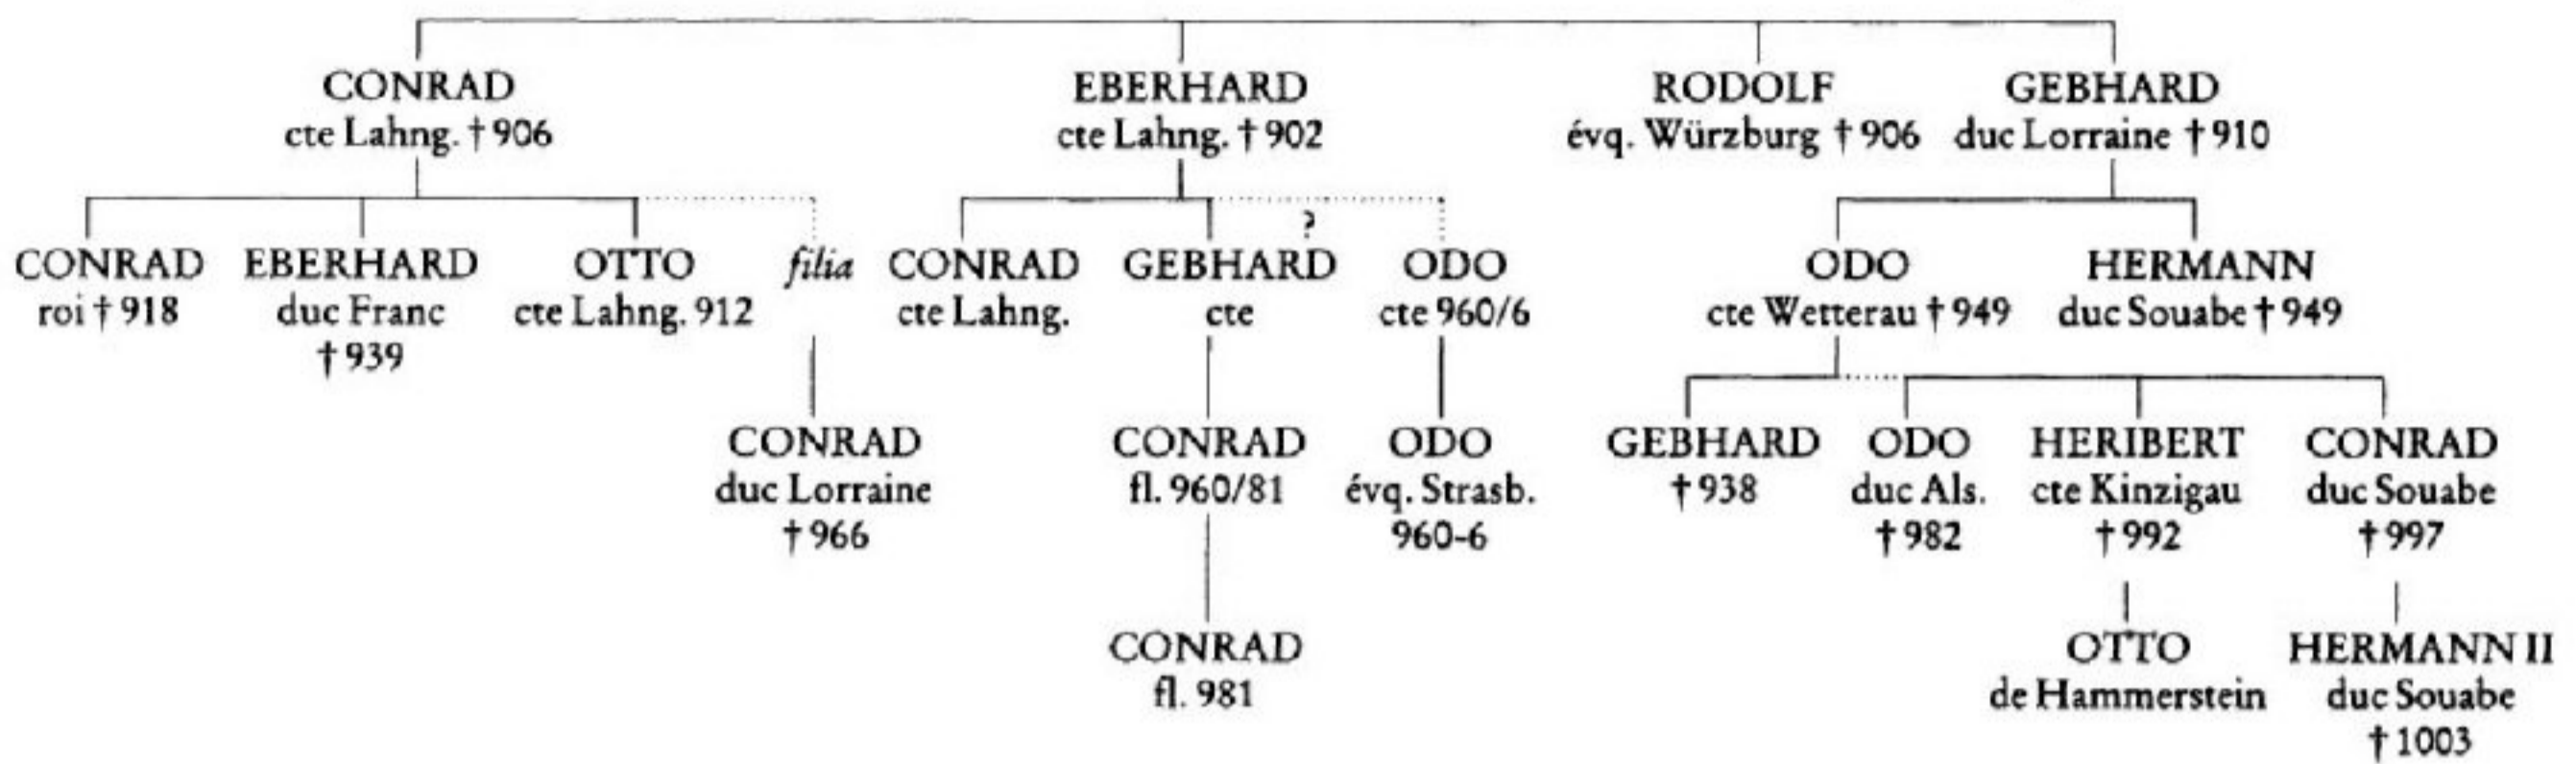 CONRAD
cte Lahng. † 906
EBERHARD
cte Lahng. † 902
RODOLF
évq. Würzburg † 906
GEBHARD
duc Lorraine † 910
CONRAD
roi † 918
EBERHARD
duc Franc
† 939
OTTO
cte Lahng. 912
filia
CONRAD
cte Lahng.
GEBHARD
cte
?
ODO
cte 960/6
ODO
cte Wetterau † 949
HERMANN
duc Souabe † 949
CONRAD
duc Lorraine
† 966
CONRAD
fl. 960/81
ODO
évq. Strasb.
960-6
GEBHARD
† 938
ODO
duc Als.
† 982
HERIBERT
cte Kinzigau
† 992
CONRAD
duc Souabe
† 997
CONRAD
fl. 981
OTTO
de Hammerstein
HERMANN II
duc Souabe
† 1003